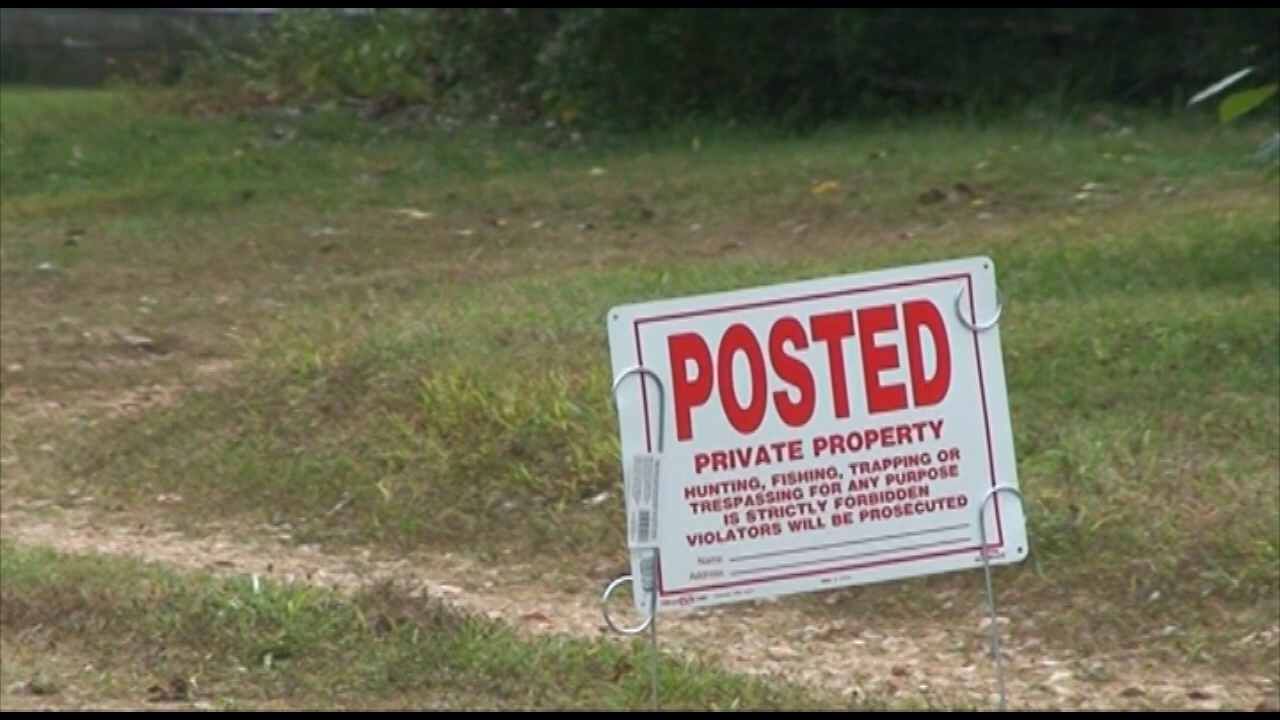 POSTED
PRIVATE PROPERTY
HUNTING, FISHING, TRAPPING OR
TRESPASSING FOR ANY PURPOSE
IS STRICTLY FORBIDDEN
VIOLATORS WILL BE PROSECUTED
Name
Address